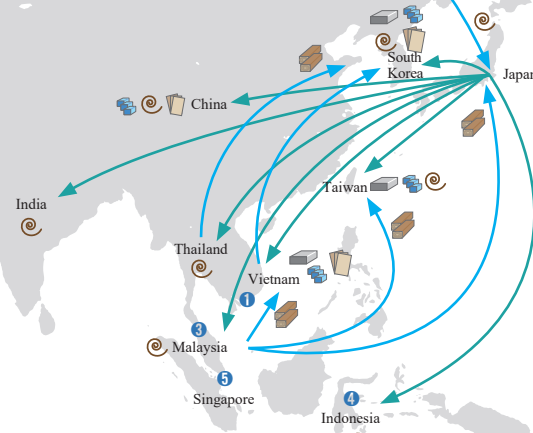 South
Korea
Japan
China
Taiwan
India
Thailand
Vietnam
1
3
Malaysia
5
Singapore
4
Indonesia